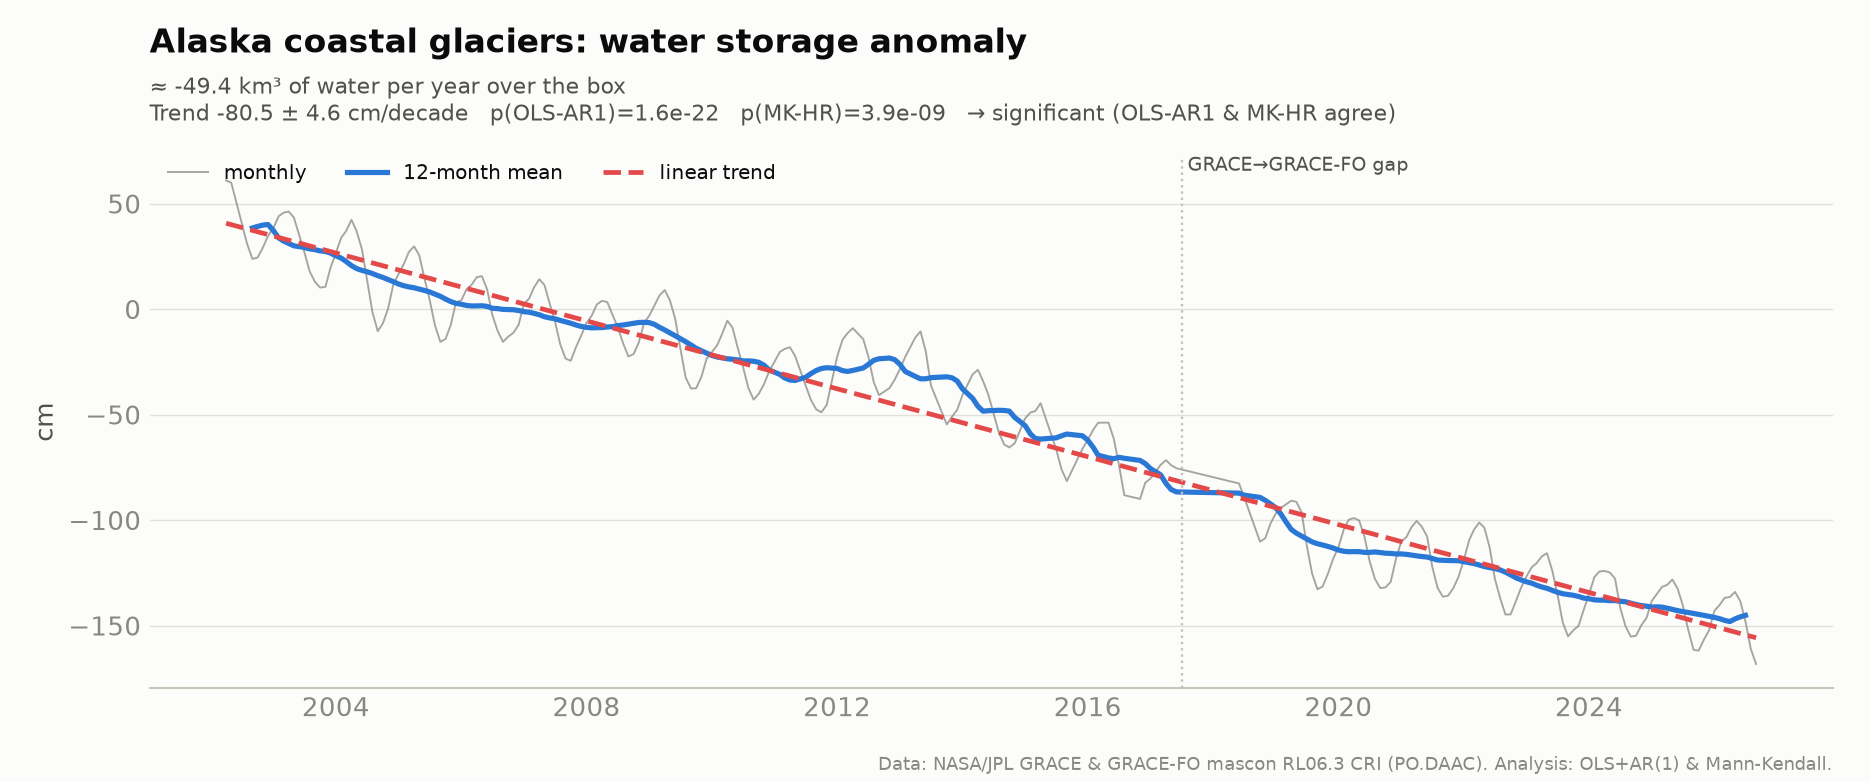 Alaska coastal glaciers: water storage anomaly
≈ -49.4 km³ of water per year over the box
Trend -80.5 ± 4.6 cm/decade   p(OLS-AR1)=1.6e-22   p(MK-HR)=3.9e-09   → significant (OLS-AR1 & MK-HR agree)
monthly   12-month mean   linear trend
GRACE→GRACE-FO gap
50
0
−50
−100
−150
cm
2004   2008   2012   2016   2020   2024
Data: NASA/JPL GRACE & GRACE-FO mascon RL06.3 CRI (PO.DAAC). Analysis: OLS+AR(1) & Mann-Kendall.